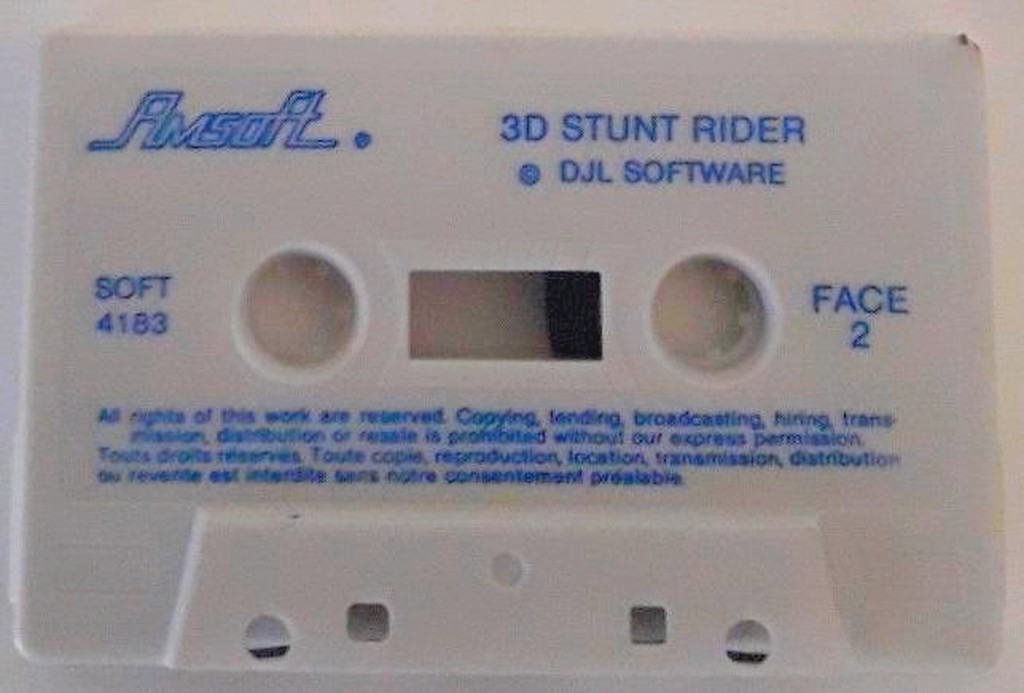 Amsoft.
3D STUNT RIDER
© DJL SOFTWARE
SOFT
4183
FACE
2
All rights of this work are reserved. Copying, lending, broadcasting, hiring, trans-
mission, distribution or resale is prohibited without our express permission.
Touts droits réservés. Toute copie, reproduction, location, transmission, distribution
ou revente est interdite sans notre consentement préalable.